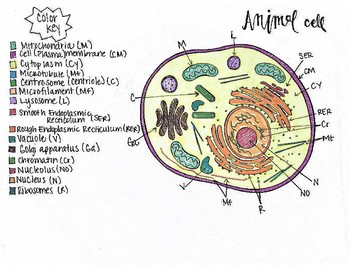 Color
Key
Animal cell
Mitochondria (M)
Cell (Plasma) membrane (CM)
Cytoplasm (Cy)
Microtubule (Mt)
Centrosome (Centriole) (C)
Microfilament (Mf)
Lysosome (L)
Smooth Endoplasmic
Reticulum (SER)
Rough Endoplasmic Reticulum (RER)
Vacuole (V)
Golgi apparatus (Ga)
Chromatin (Cr)
Nucleolus (NO)
Nucleus (N)
Ribosomes (R)
M
L
SER
CM
CY
C
RER
Cr
Mt
Ga
N
NO
V
Mf
R